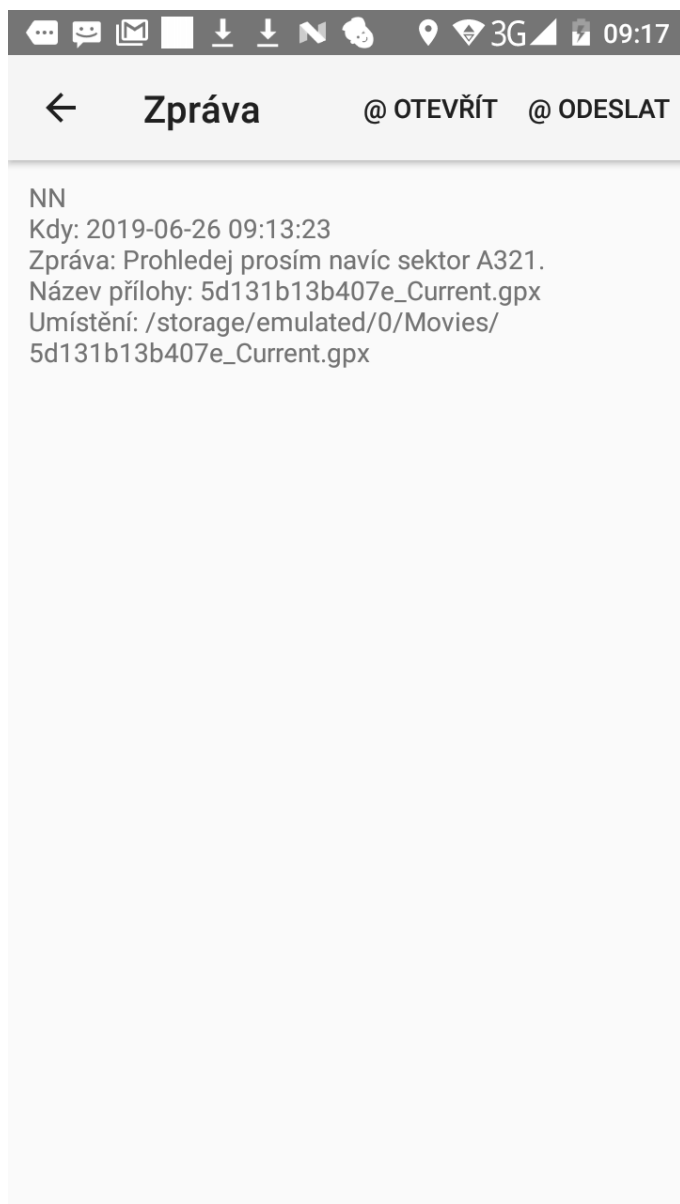 3G 09:17
Zpráva @ OTEVŘÍT @ ODESLAT
NN
Kdy: 2019-06-26 09:13:23
Zpráva: Prohledej prosím navíc sektor A321.
Název přílohy: 5d131b13b407e_Current.gpx
Umístění: /storage/emulated/0/Movies/
5d131b13b407e_Current.gpx